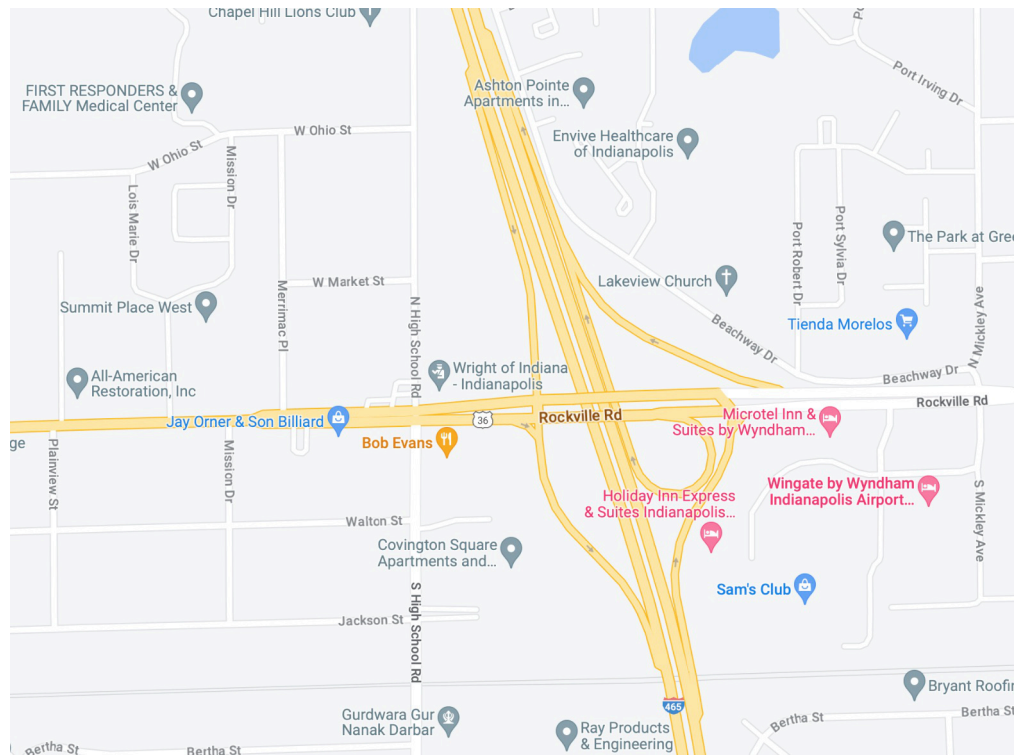 Chapel Hill Lions Club
FIRST RESPONDERS &
FAMILY Medical Center
Ashton Pointe
Apartments in...
Port Irving Dr
W Ohio St
Envive Healthcare
of Indianapolis
W Ohio St
Mission Dr
Lois Marie Dr
Port Robert Dr
Port Sylvia Dr
The Park at Gree
Lakeview Church
W Market St
Merrimac Pl
N High School Rd
Summit Place West
Tienda Morelos
N Mickley Ave
Beachway Dr
Wright of Indiana
- Indianapolis
All-American
Restoration, Inc
Beachway Dr
Rockville Rd
Jay Orner & Son Billiard
36
Rockville Rd
Microtel Inn &
Suites by Wyndham...
ge
Bob Evans
Plainview St
Mission Dr
Wingate by Wyndham
Indianapolis Airport...
Holiday Inn Express
& Suites Indianapolis...
S Mickley Ave
Walton St
Covington Square
Apartments and...
Sam's Club
S High School Rd
Jackson St
Bryant Roofin
465
Gurdwara Gur
Nanak Darbar
Ray Products
& Engineering
Bertha St
Bertha St
Bertha St
Bertha St